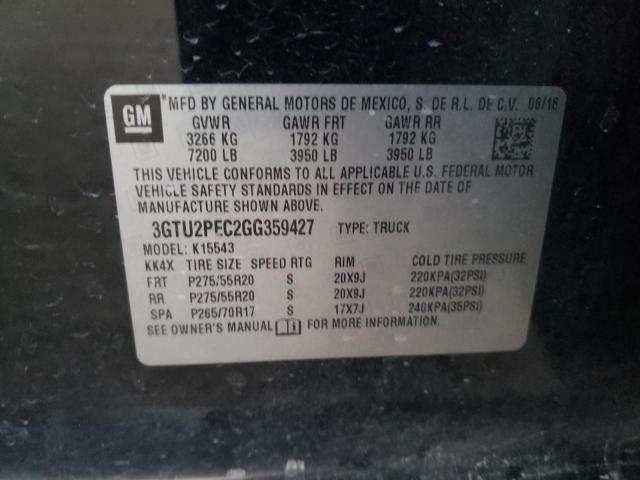 GM
*MFD BY GENERAL MOTORS DE MEXICO, S. DE R.L. DE C.V. 06/16
GVWR GAWR FRT GAWR RR
3266 KG 1792 KG 1792 KG
7200 LB 3950 LB 3950 LB
THIS VEHICLE CONFORMS TO ALL APPLICABLE U.S. FEDERAL MOTOR
VEHICLE SAFETY STANDARDS IN EFFECT ON THE DATE OF
MANUFACTURE SHOWN ABOVE.
3GTU2PEC2GG359427 TYPE: TRUCK
MODEL: K15543
KK4X TIRE SIZE SPEED RTG RIM COLD TIRE PRESSURE
FRT P275/55R20 S 20X9J 220KPA(32PSI)
RR P275/55R20 S 20X9J 220KPA(32PSI)
SPA P265/70R17 S 17X7J 240KPA(35PSI)
SEE OWNER'S MANUAL FOR MORE INFORMATION.